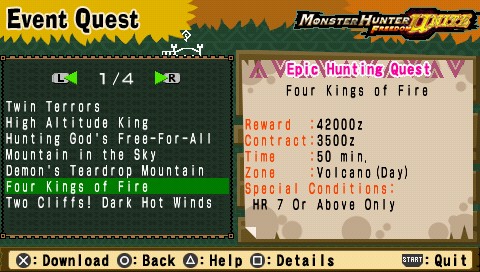 Event Quest
MONSTER HUNTER
FREEDOM UNITE
L 1/4 R
Twin Terrors
High Altitude King
Hunting God's Free-For-All
Mountain in the Sky
Demon's Teardrop Mountain
Four Kings of Fire
Two Cliffs! Dark Hot Winds
Epic Hunting Quest
Four Kings of Fire
Reward :42000z
Contract:3500z
Time :50 min.
Zone :Volcano(Day)
Special Conditions:
HR 7 Or Above Only
:Download :Back :Help :Details START :Quit